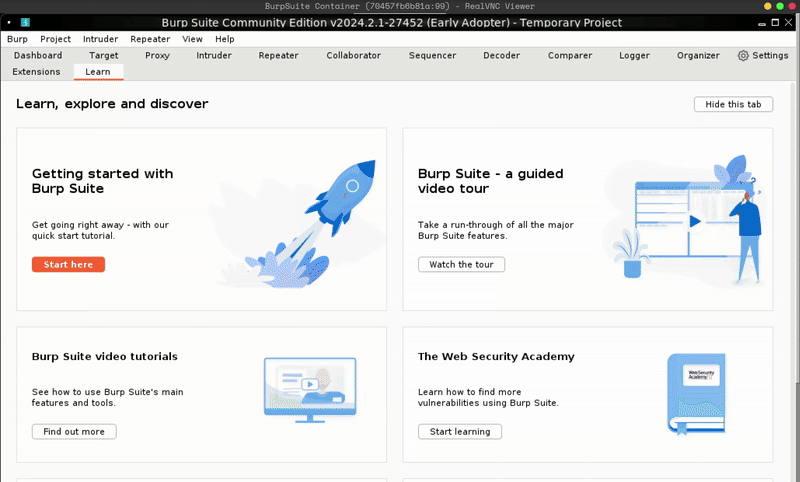 BurpSuite Container (70457fb6b81a:99) - RealVNC Viewer
Burp Suite Community Edition v2024.2.1-27452 (Early Adopter) - Temporary Project
Burp Project Intruder Repeater View Help
Dashboard Target Proxy Intruder Repeater Collaborator Sequencer Decoder Comparer Logger Organizer Settings
Extensions Learn
Learn, explore and discover
Hide this tab
Getting started with
Burp Suite
Get going right away - with our
quick start tutorial.
Start here
Burp Suite - a guided
video tour
Take a run-through of all the major
Burp Suite features.
Watch the tour
Burp Suite video tutorials
See how to use Burp Suite's main
features and tools.
Find out more
The Web Security Academy
Learn how to find more
vulnerabilities using Burp Suite.
Start learning
WebSecurity
Academy